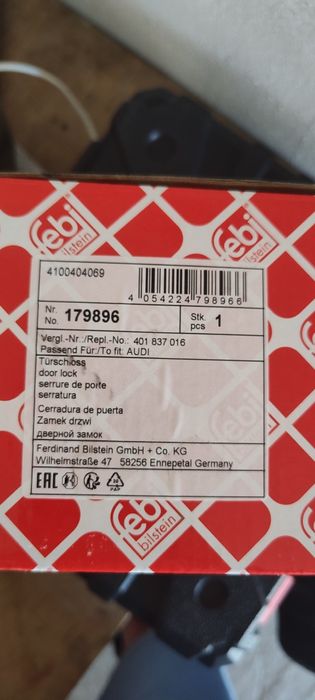 febi
bilstein
4100404069
4 054224 798966
Nr.
No. 179896
Stk.
pcs 1
Vergl.-Nr./Repl.-No.: 401 837 016
Passend Für:/To fit: AUDI
Türschloss
door lock
serrure de porte
serratura
Cerradura de puerta
Zamek drzwi
дверной замок
Ferdinand Bilstein GmbH + Co. KG
Wilhelmstraße 47 58256 Ennepetal Germany
EAC
PAP
febi
bilstein